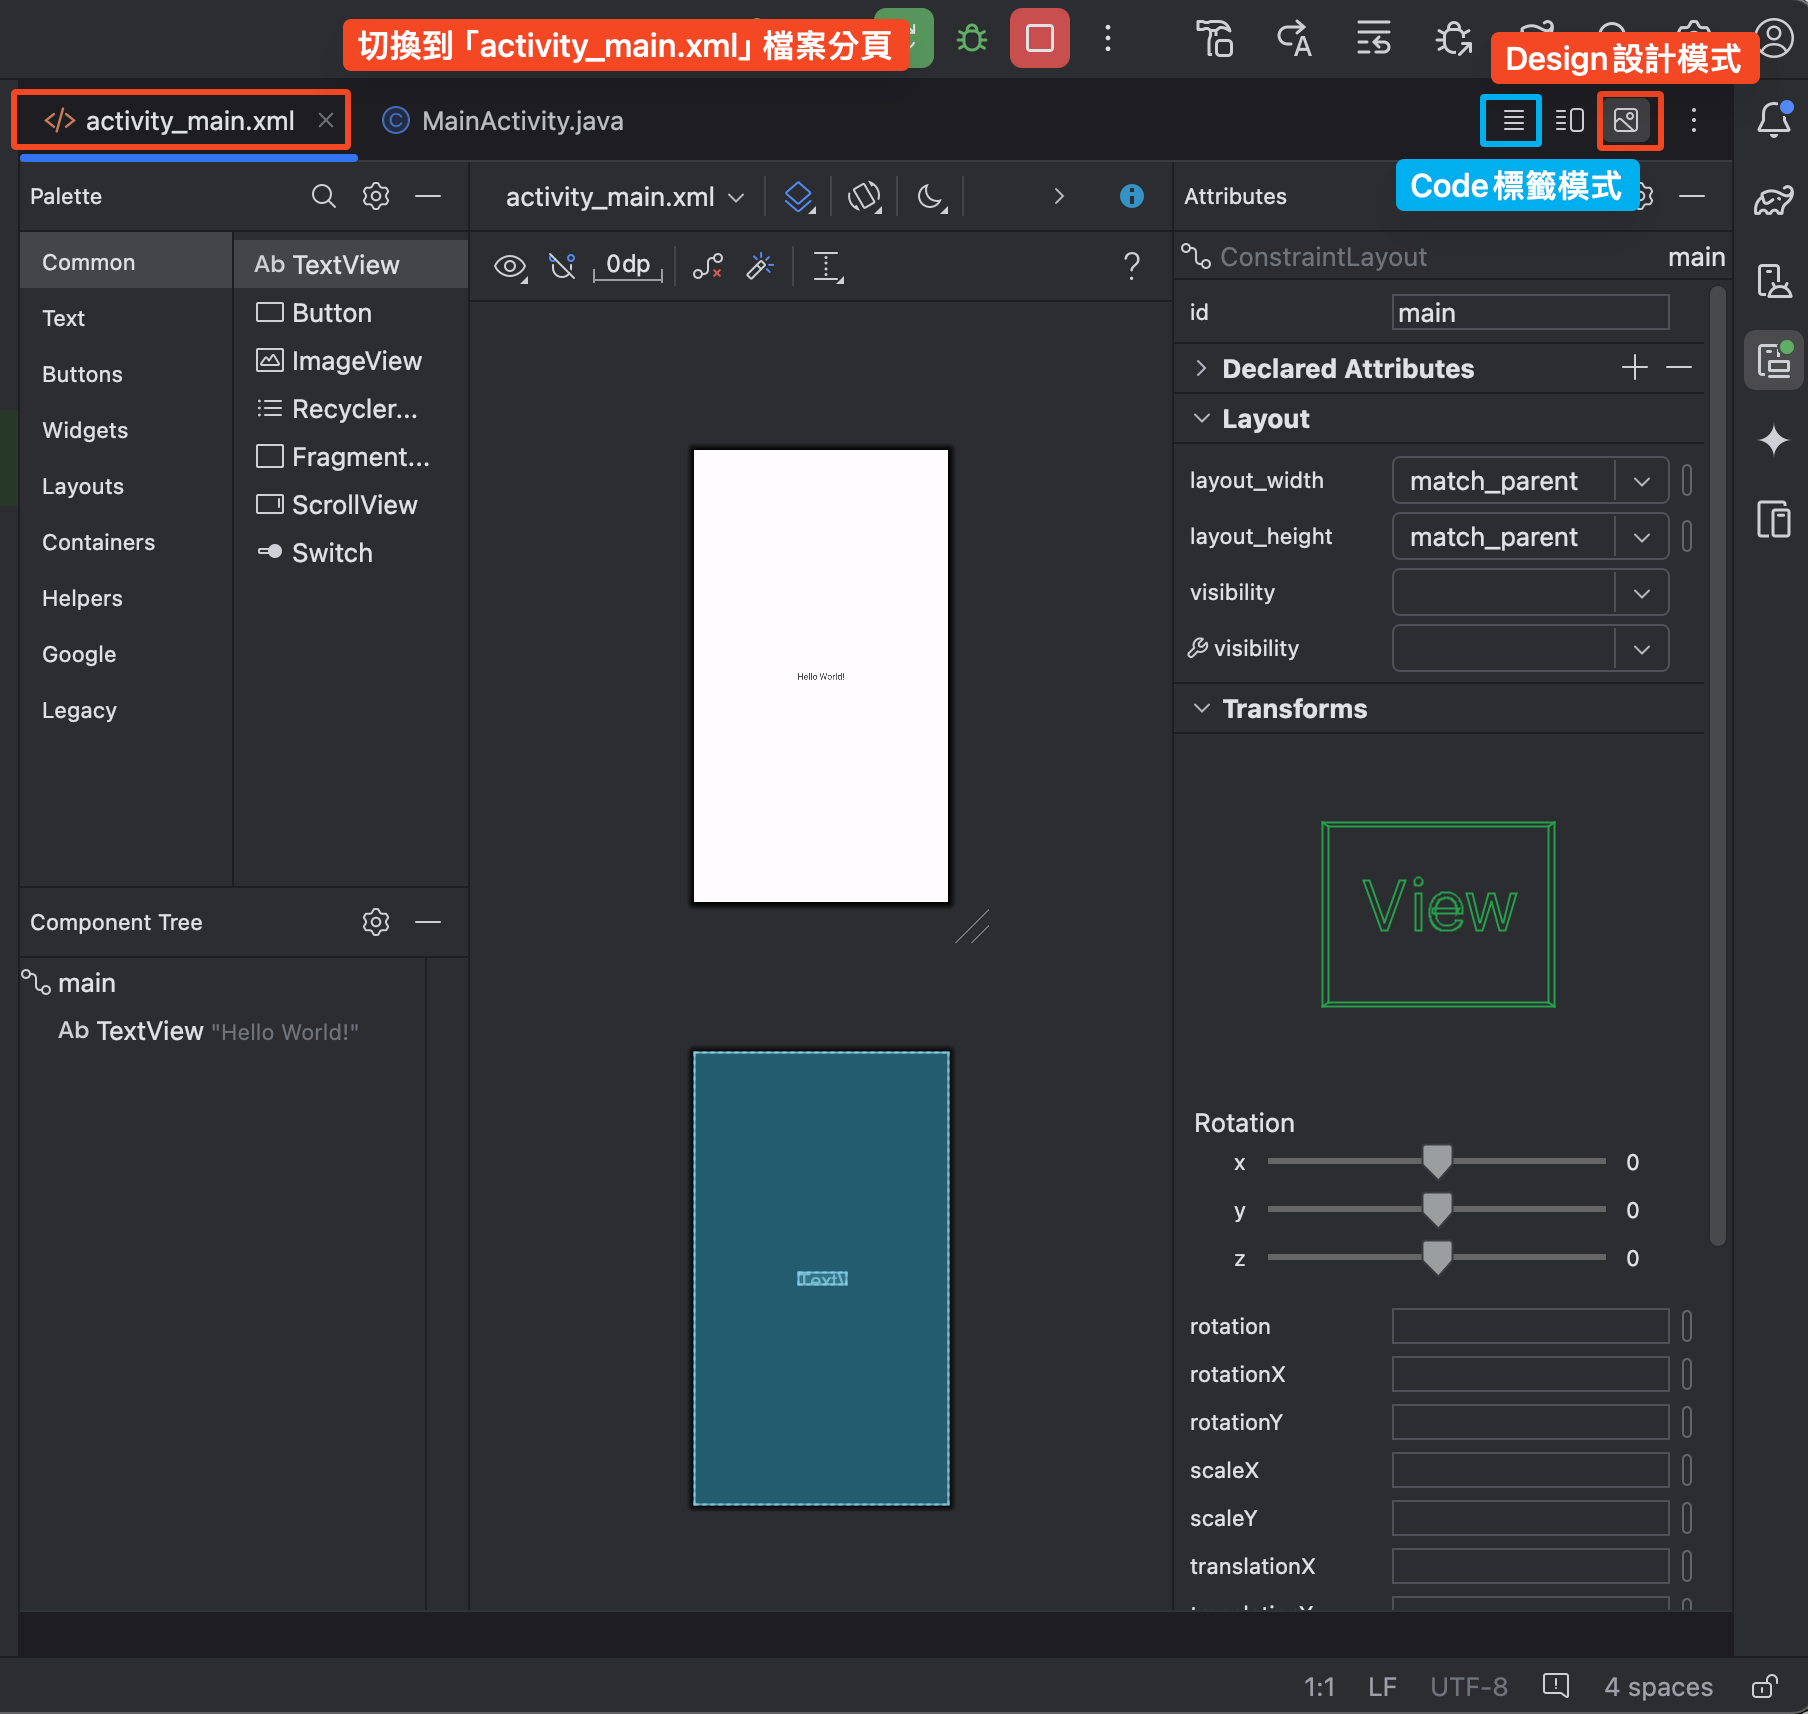 切換到「activity_main.xml」檔案分頁
Design設計模式
activity_main.xml
MainActivity.java
Code標籤模式
Palette
activity_main.xml
Attributes
Common
Text
Buttons
Widgets
Layouts
Containers
Helpers
Google
Legacy
Ab TextView
Button
ImageView
Recycler...
Fragment...
ScrollView
Switch
0dp
?
ConstraintLayout
main
id
main
Declared Attributes
Layout
layout_width
match_parent
layout_height
match_parent
visibility
visibility
Transforms
Hello World!
View
Component Tree
main
Ab TextView "Hello World!"
Rotation
x 0
y 0
z 0
rotation
rotationX
rotationY
scaleX
scaleY
translationX
1:1
LF
UTF-8
4 spaces